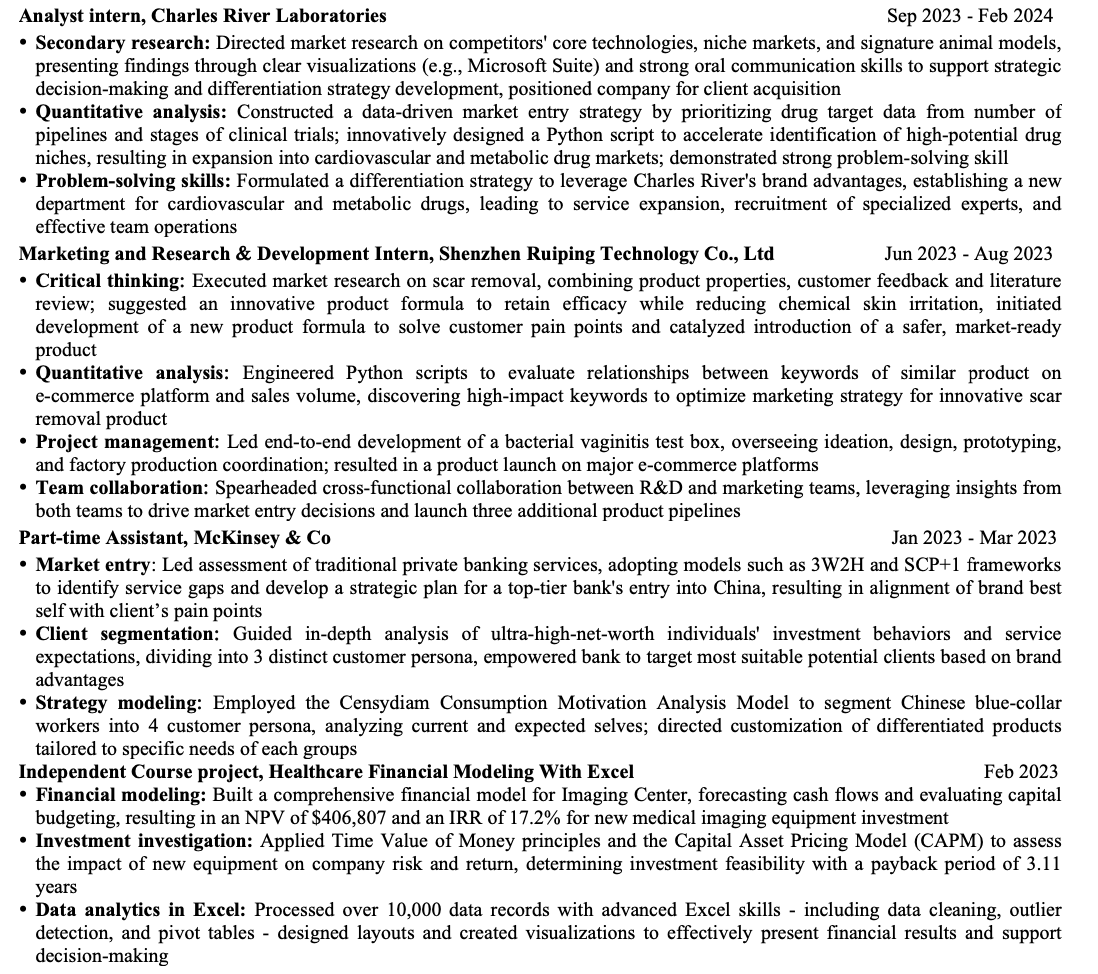 Analyst intern, Charles River Laboratories Sep 2023 - Feb 2024
• Secondary research: Directed market research on competitors' core technologies, niche markets, and signature animal models,
presenting findings through clear visualizations (e.g., Microsoft Suite) and strong oral communication skills to support strategic
decision-making and differentiation strategy development, positioned company for client acquisition
• Quantitative analysis: Constructed a data-driven market entry strategy by prioritizing drug target data from number of
pipelines and stages of clinical trials; innovatively designed a Python script to accelerate identification of high-potential drug
niches, resulting in expansion into cardiovascular and metabolic drug markets; demonstrated strong problem-solving skill
• Problem-solving skills: Formulated a differentiation strategy to leverage Charles River's brand advantages, establishing a new
department for cardiovascular and metabolic drugs, leading to service expansion, recruitment of specialized experts, and
effective team operations
Marketing and Research & Development Intern, Shenzhen Ruiping Technology Co., Ltd Jun 2023 - Aug 2023
• Critical thinking: Executed market research on scar removal, combining product properties, customer feedback and literature
review; suggested an innovative product formula to retain efficacy while reducing chemical skin irritation, initiated
development of a new product formula to solve customer pain points and catalyzed introduction of a safer, market-ready
product
• Quantitative analysis: Engineered Python scripts to evaluate relationships between keywords of similar product on
e-commerce platform and sales volume, discovering high-impact keywords to optimize marketing strategy for innovative scar
removal product
• Project management: Led end-to-end development of a bacterial vaginitis test box, overseeing ideation, design, prototyping,
and factory production coordination; resulted in a product launch on major e-commerce platforms
• Team collaboration: Spearheaded cross-functional collaboration between R&D and marketing teams, leveraging insights from
both teams to drive market entry decisions and launch three additional product pipelines
Part-time Assistant, McKinsey & Co Jan 2023 - Mar 2023
• Market entry: Led assessment of traditional private banking services, adopting models such as 3W2H and SCP+1 frameworks
to identify service gaps and develop a strategic plan for a top-tier bank's entry into China, resulting in alignment of brand best
self with client’s pain points
• Client segmentation: Guided in-depth analysis of ultra-high-net-worth individuals' investment behaviors and service
expectations, dividing into 3 distinct customer persona, empowered bank to target most suitable potential clients based on brand
advantages
• Strategy modeling: Employed the Censydiam Consumption Motivation Analysis Model to segment Chinese blue-collar
workers into 4 customer persona, analyzing current and expected selves; directed customization of differentiated products
tailored to specific needs of each groups
Independent Course project, Healthcare Financial Modeling With Excel Feb 2023
• Financial modeling: Built a comprehensive financial model for Imaging Center, forecasting cash flows and evaluating capital
budgeting, resulting in an NPV of $406,807 and an IRR of 17.2% for new medical imaging equipment investment
• Investment investigation: Applied Time Value of Money principles and the Capital Asset Pricing Model (CAPM) to assess
the impact of new equipment on company risk and return, determining investment feasibility with a payback period of 3.11
years
• Data analytics in Excel: Processed over 10,000 data records with advanced Excel skills - including data cleaning, outlier
detection, and pivot tables - designed layouts and created visualizations to effectively present financial results and support
decision-making